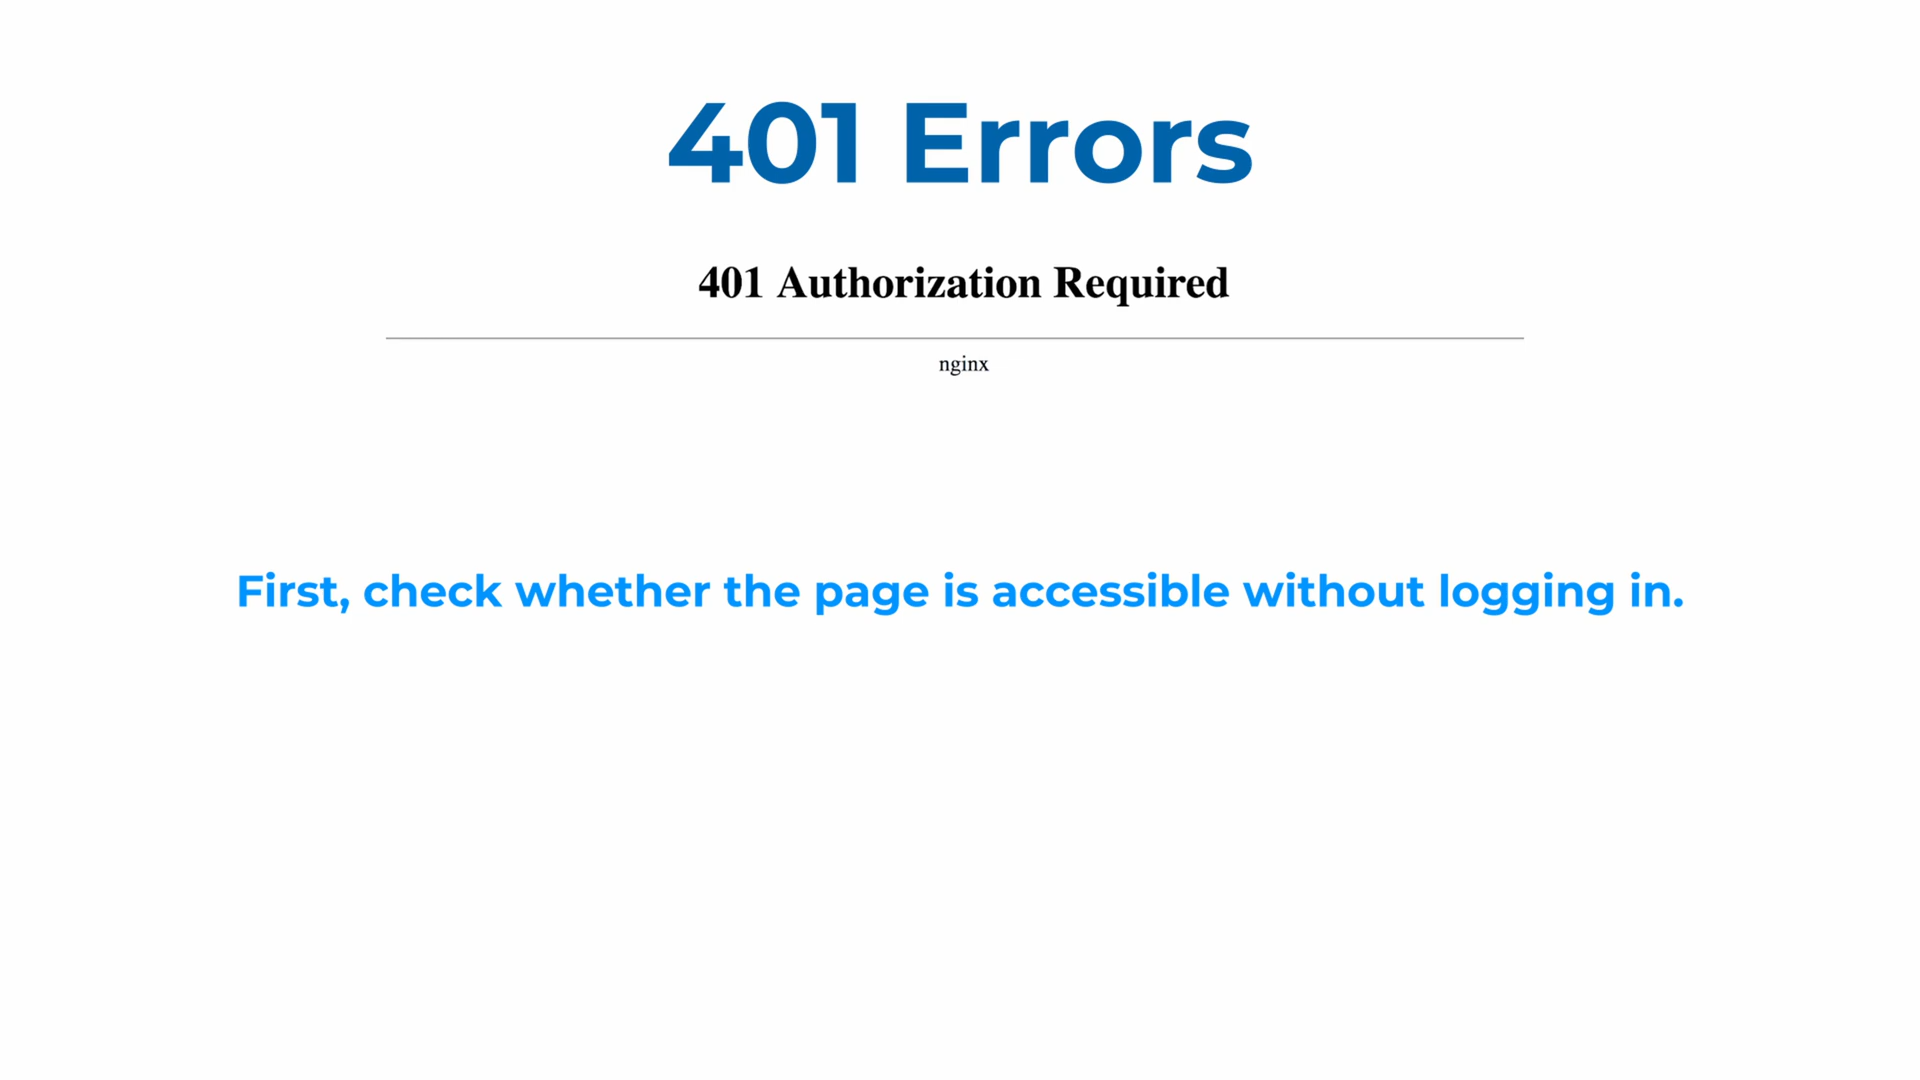 401 Errors
401 Authorization Required
nginx
First, check whether the page is accessible without logging in.